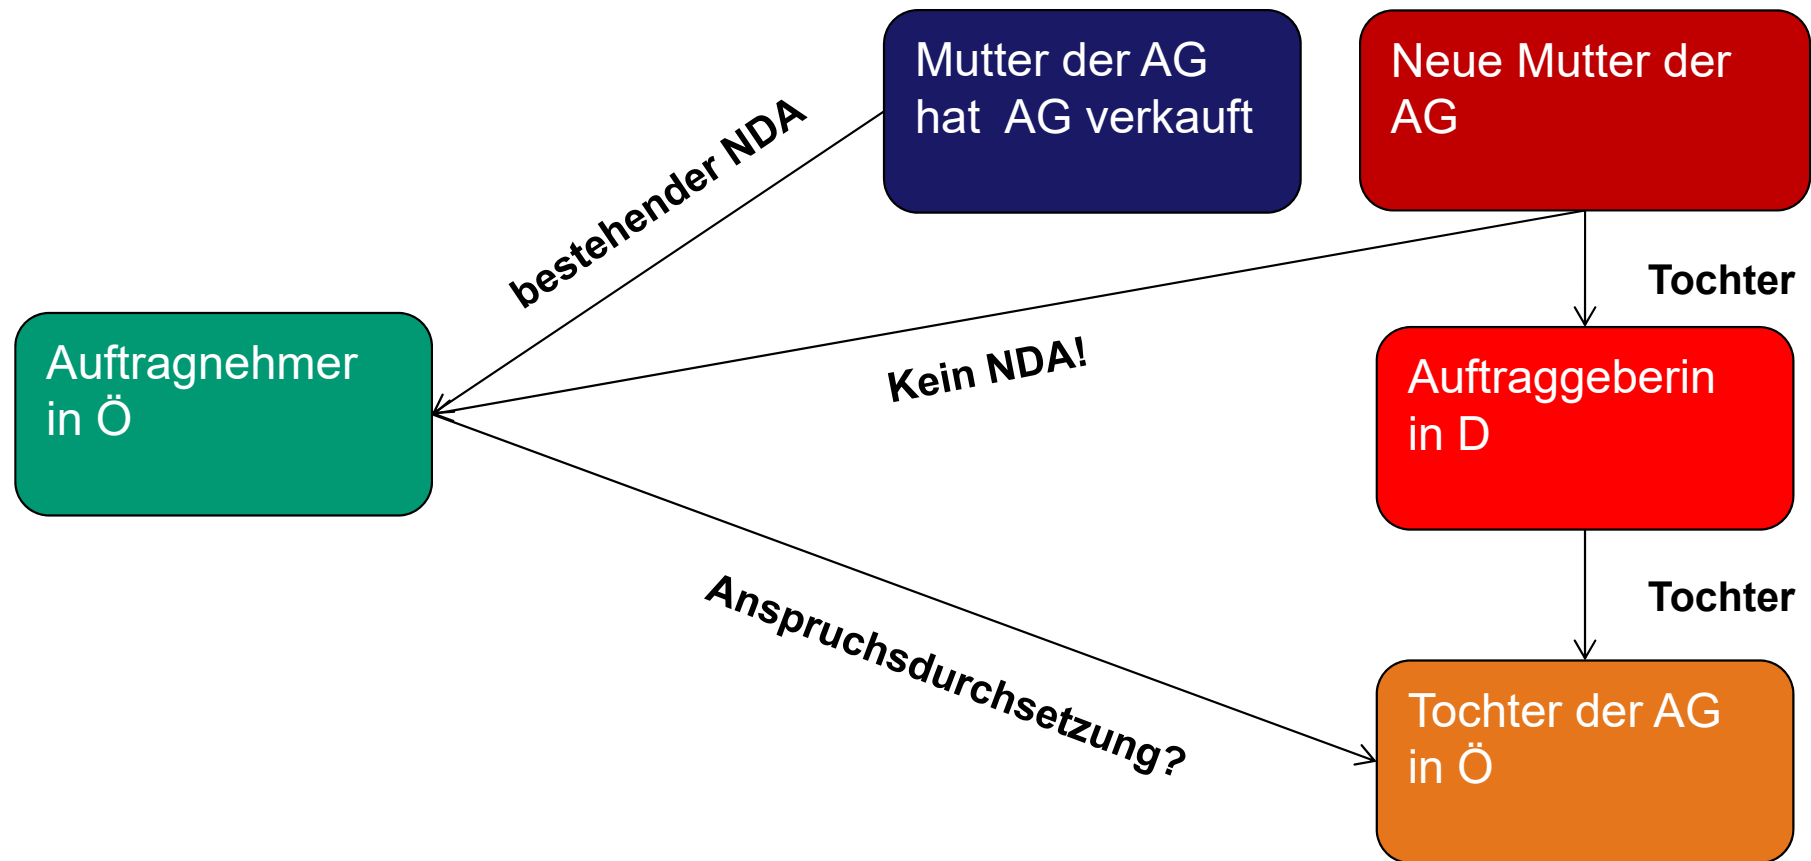 Mutter der AG
hat  AG verkauft
Neue Mutter der
AG
bestehender NDA
Tochter
Auftragnehmer
in Ö
Kein NDA!
Auftraggeberin
in D
Tochter
Anspruchsdurchsetzung?
Tochter der AG
in Ö